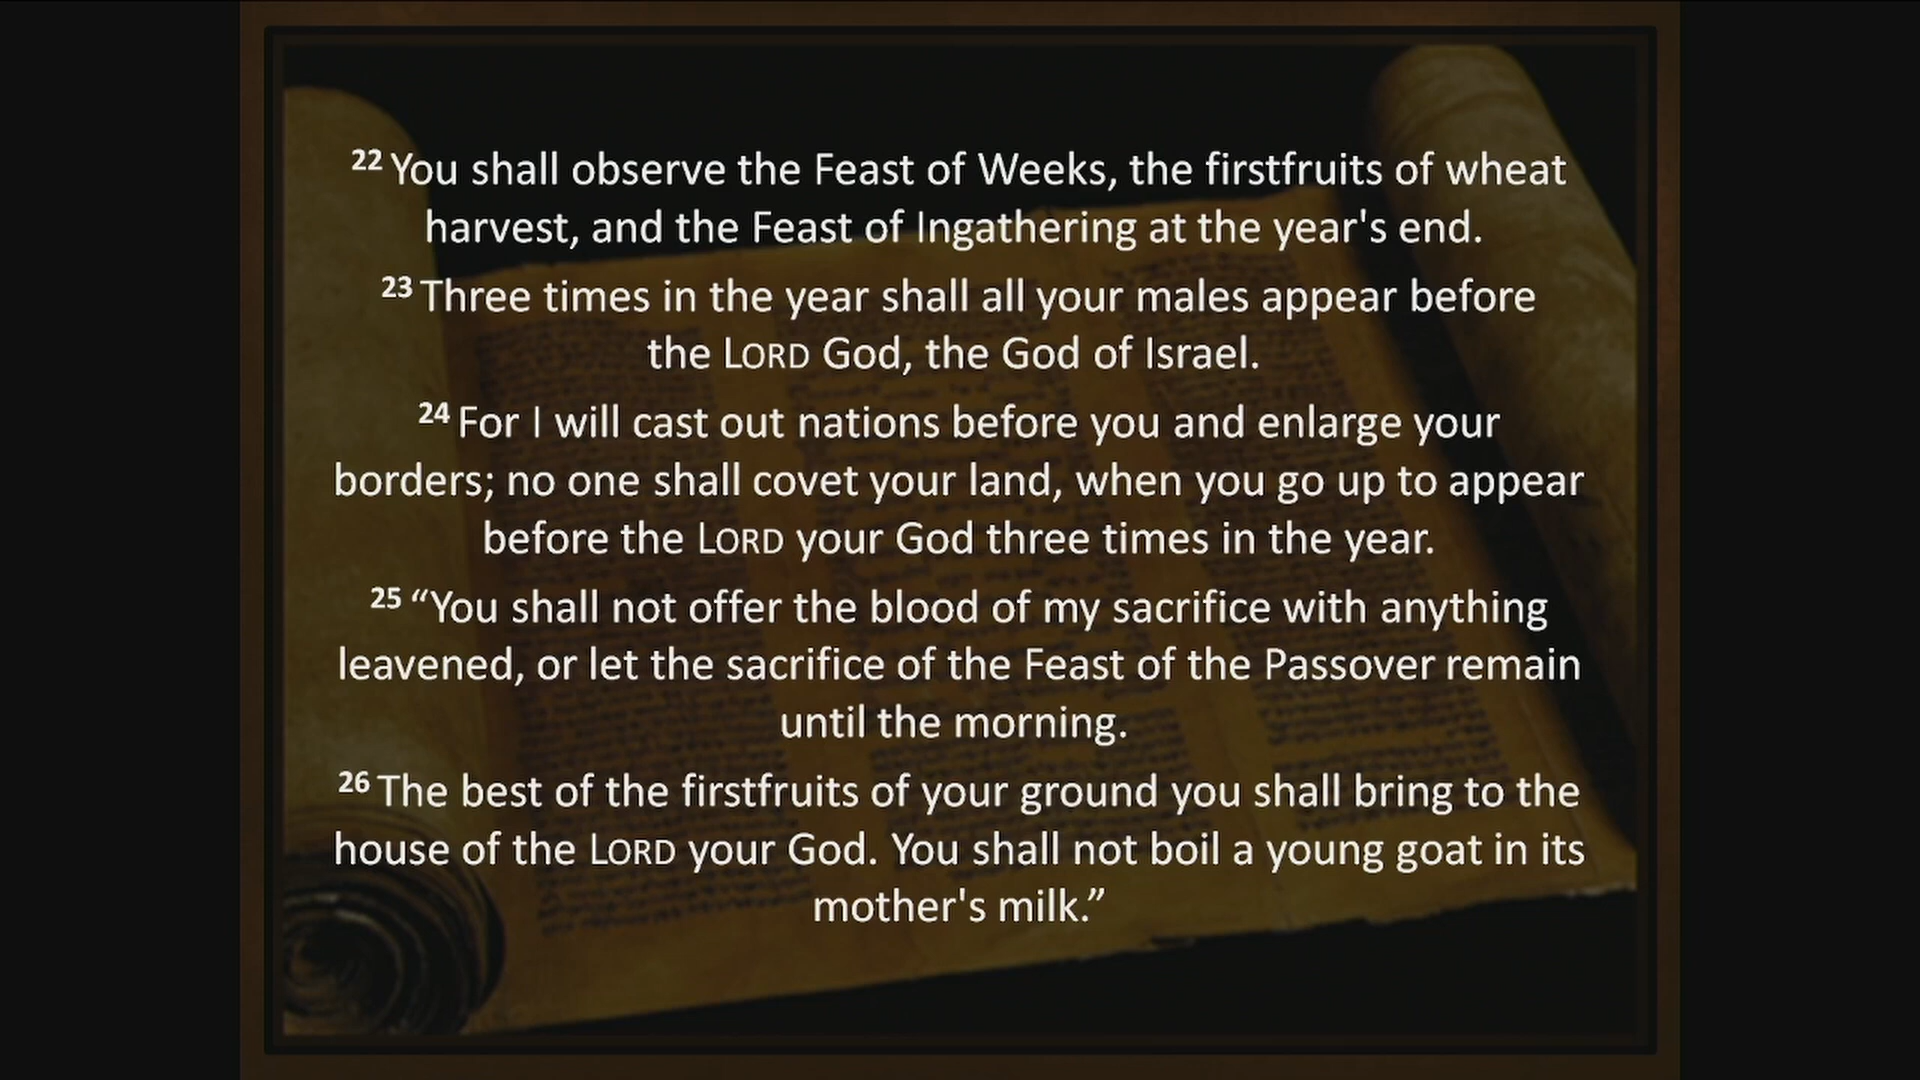 22 You shall observe the Feast of Weeks, the firstfruits of wheat
harvest, and the Feast of Ingathering at the year's end.
23 Three times in the year shall all your males appear before
the LORD God, the God of Israel.
24 For I will cast out nations before you and enlarge your
borders; no one shall covet your land, when you go up to appear
before the LORD your God three times in the year.
25 “You shall not offer the blood of my sacrifice with anything
leavened, or let the sacrifice of the Feast of the Passover remain
until the morning.
26 The best of the firstfruits of your ground you shall bring to the
house of the LORD your God. You shall not boil a young goat in its
mother's milk.”